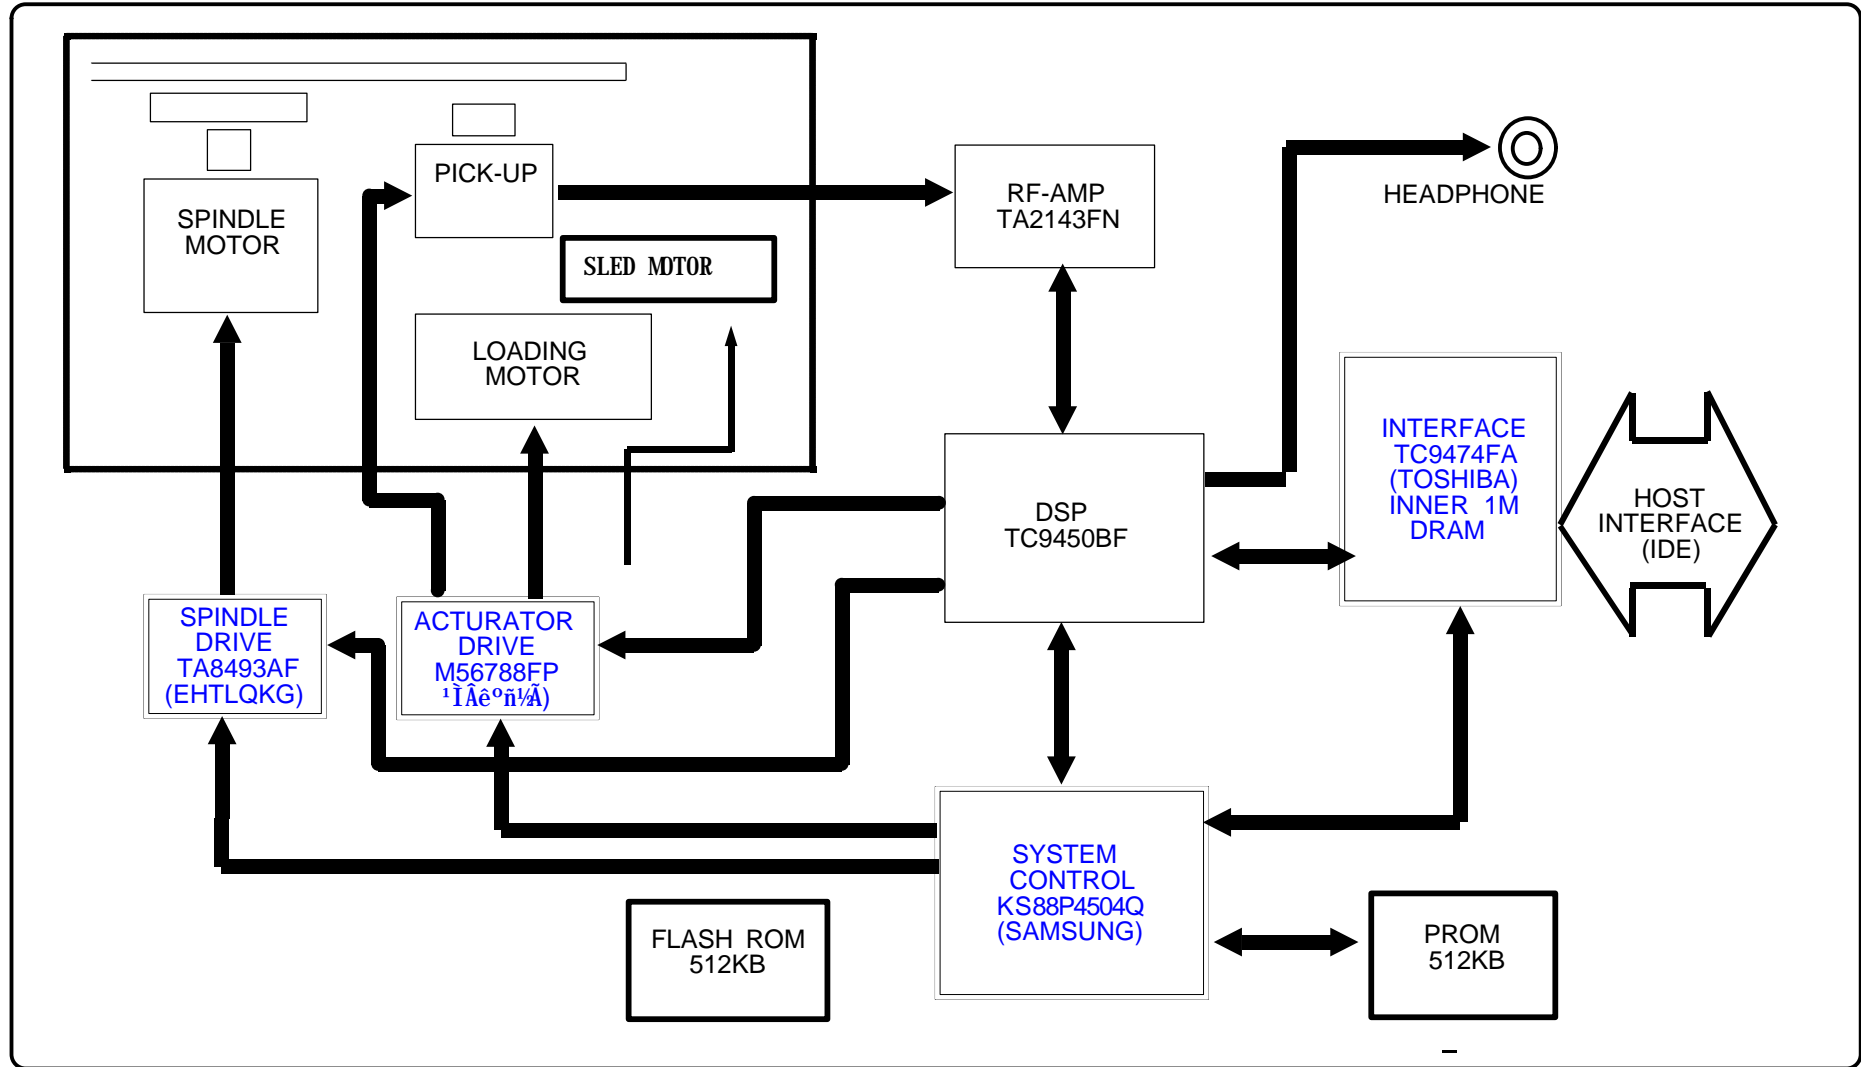 PICK-UP
SPINDLE
MOTOR
SLED MOTOR
LOADING
MOTOR
RF-AMP
TA2143FN
HEADPHONE
INTERFACE
TC9474FA
(TOSHIBA)
INNER 1M
DRAM
HOST
INTERFACE
(IDE)
DSP
TC9450BF
SPINDLE
DRIVE
TA8493AF
(EHTLQKG)
ACTURATOR
DRIVE
M56788FP
¹ÌÂêºñ½Ã)
SYSTEM
CONTROL
KS88P4504Q
(SAMSUNG)
FLASH ROM
512KB
PROM
512KB